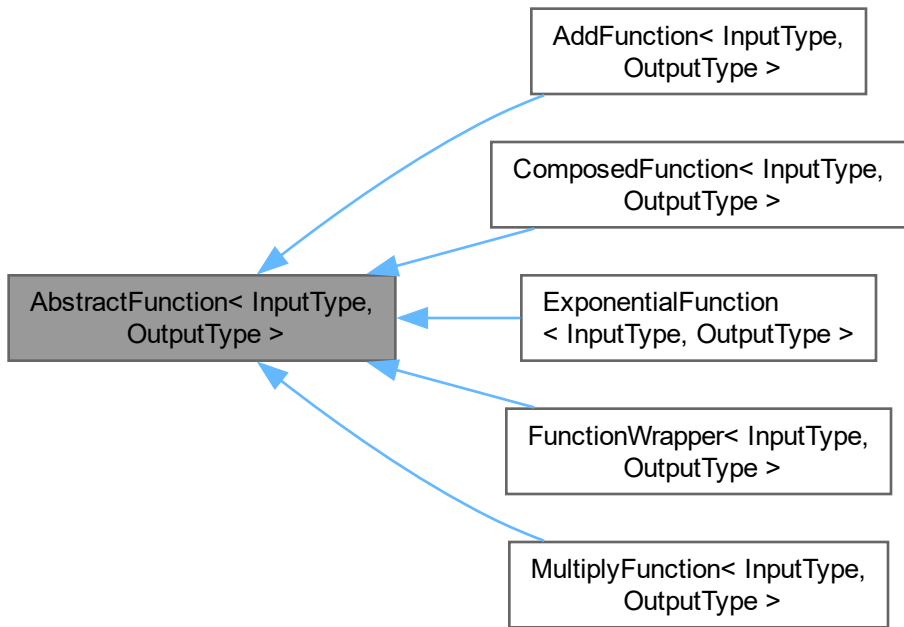 AddFunction< InputType,
OutputType >
ComposedFunction< InputType,
OutputType >
AbstractFunction< InputType,
OutputType >
ExponentialFunction
< InputType, OutputType >
FunctionWrapper< InputType,
OutputType >
MultiplyFunction< InputType,
OutputType >